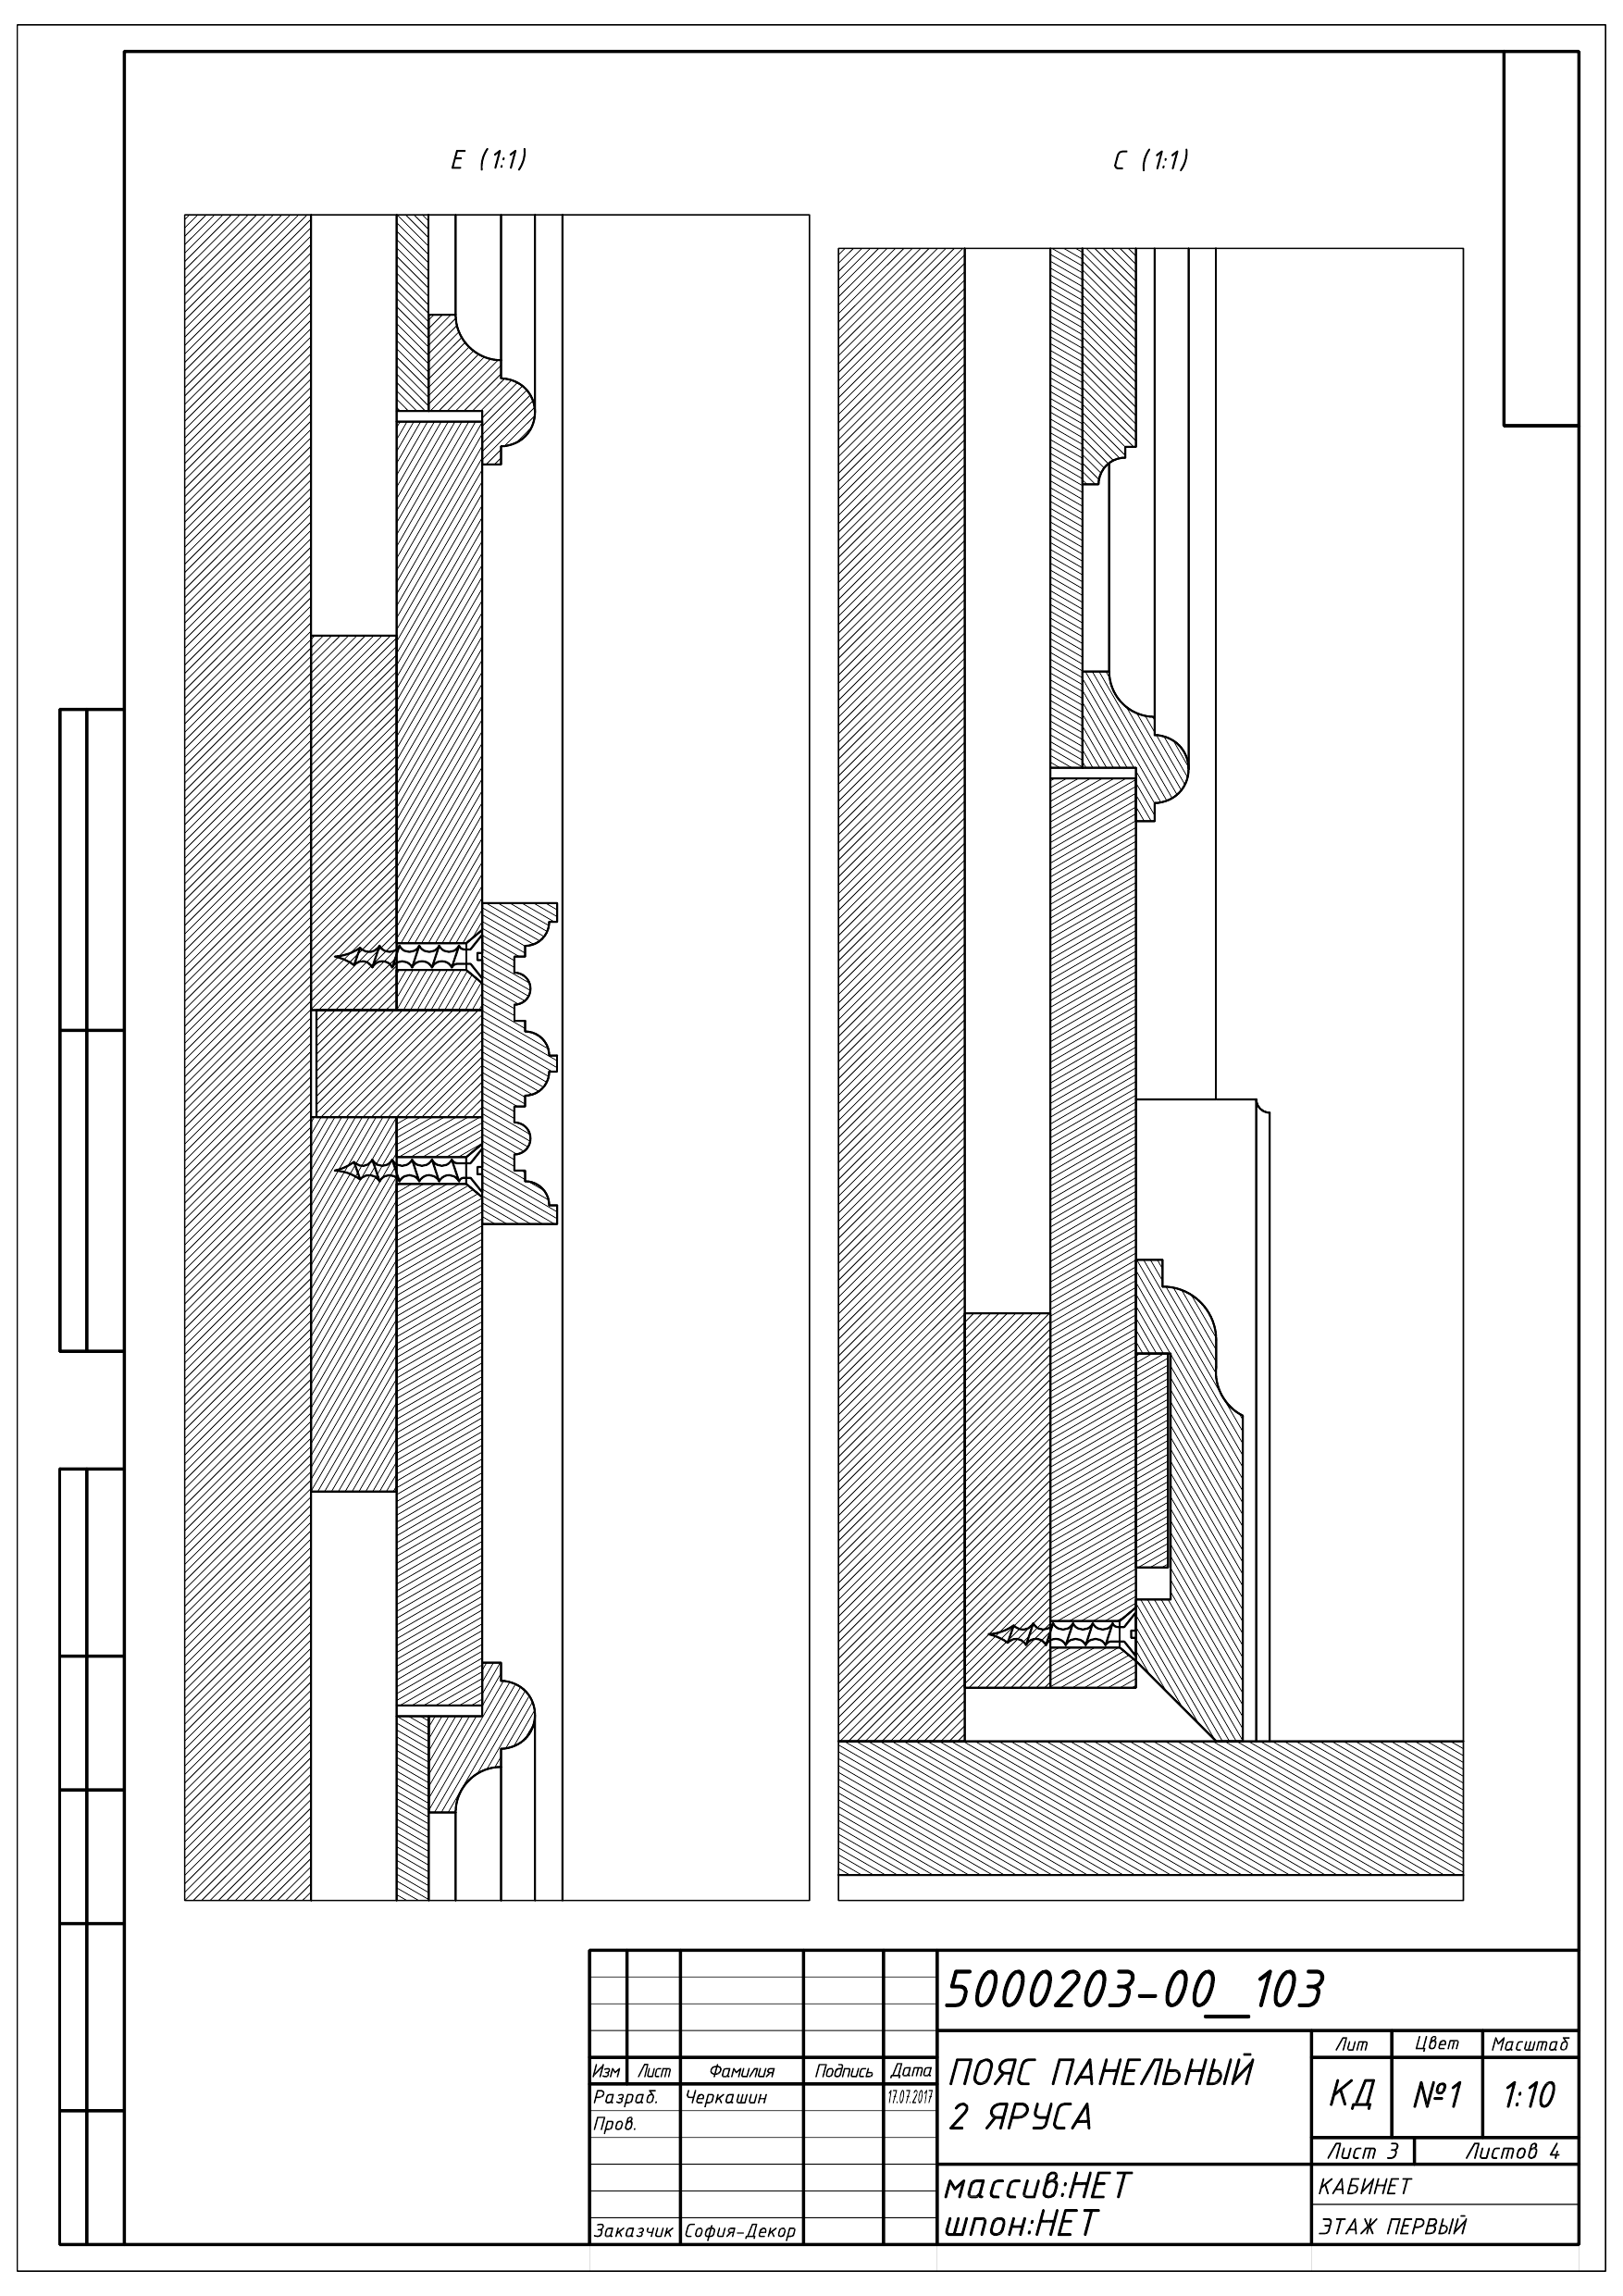 E (1:1)
C (1:1)
5000203-00__103
Изм Лист Фамилия Подпись Дата
Разраб. Черкашин 17.07.2017
Пров.
Заказчик София-Декор
ПОЯС ПАНЕЛЬНЫЙ
2 ЯРУСА
Лит Цвет Масштаб
КД №1 1:10
Лист 3 Листов 4
массив:НЕТ
шпон:НЕТ
КАБИНЕТ
ЭТАЖ ПЕРВЫЙ